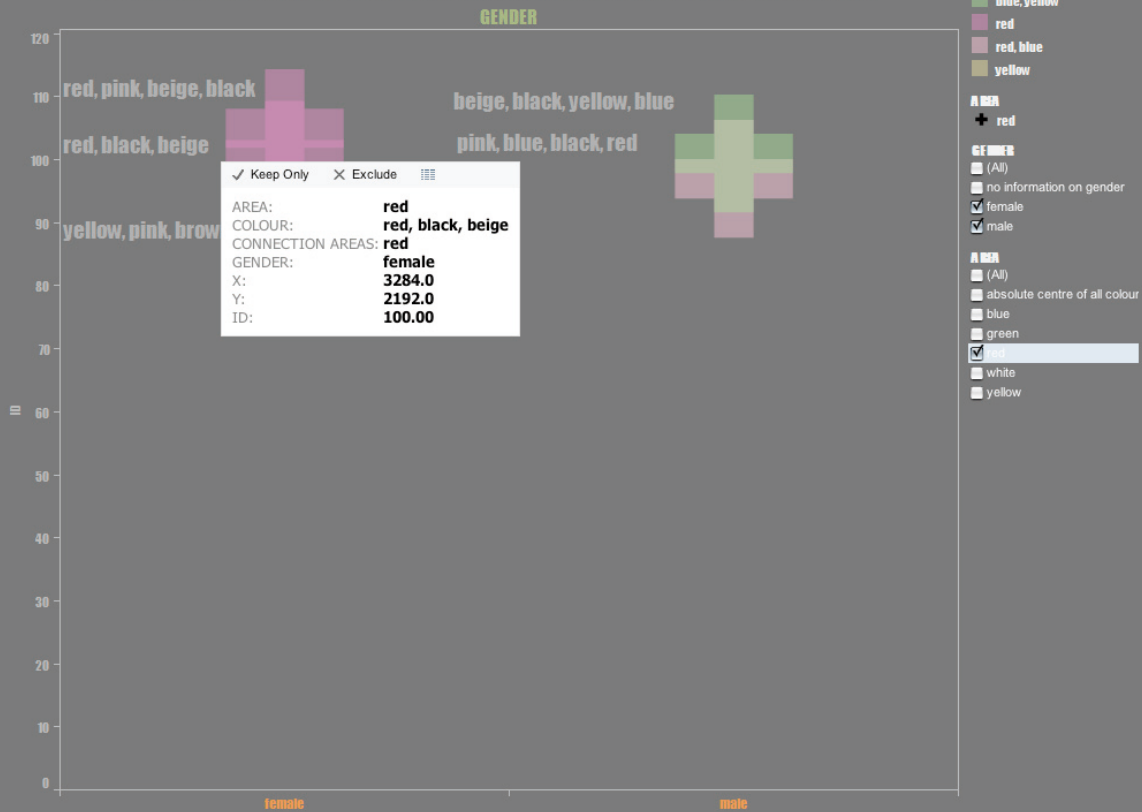 GENDER
120
110
100
90
80
70
60
50
40
30
20
10
0
ID
red, pink, beige, black
red, black, beige
yellow, pink, brow
beige, black, yellow, blue
pink, blue, black, red
Keep Only Exclude
AREA: red
COLOUR: red, black, beige
CONNECTION AREAS: red
GENDER: female
X: 3284.0
Y: 2192.0
ID: 100.00
female
male
blue, yellow
red
red, blue
yellow
AREA
red
GENDER
(All)
no information on gender
female
male
AREA
(All)
absolute centre of all colour
blue
green
red
white
yellow